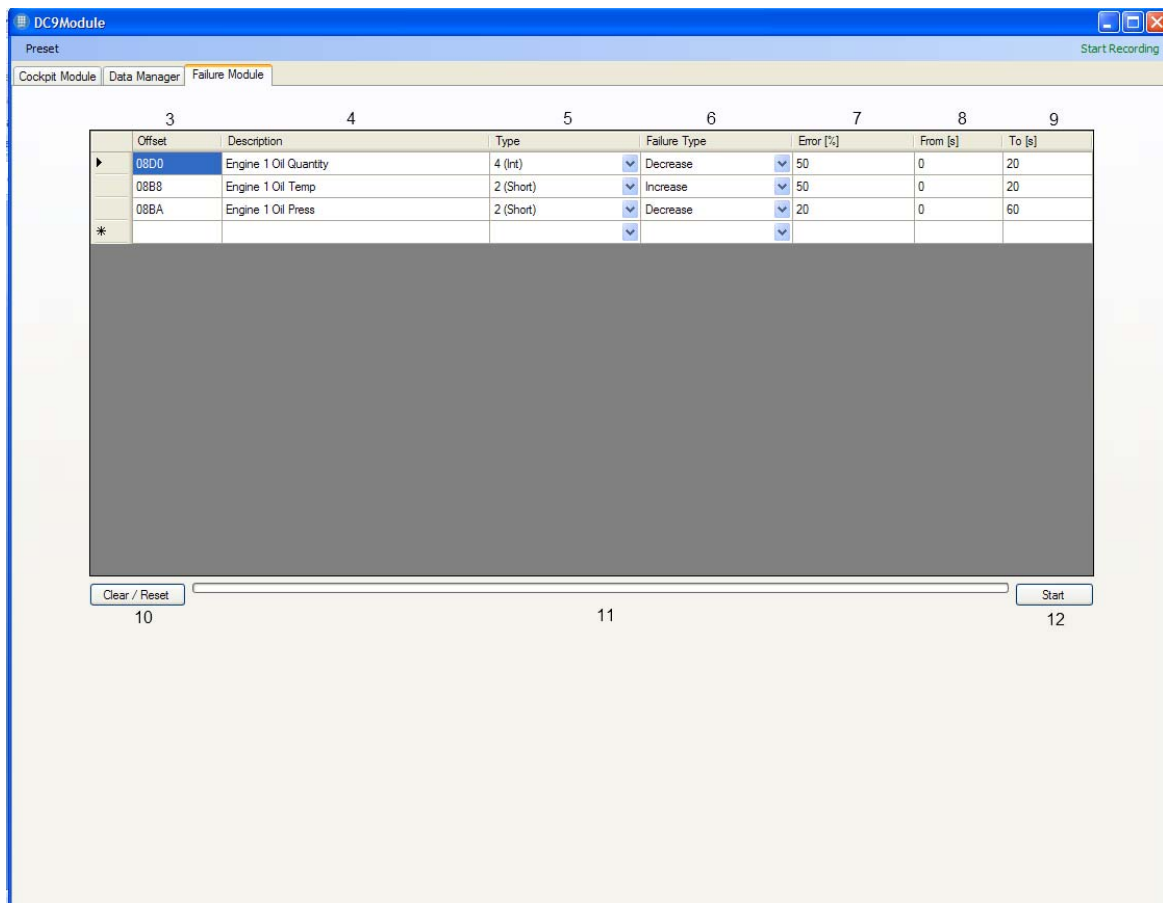 DC9Module
Preset Start Recording
Cockpit Module Data Manager Failure Module
3 4 5 6 7 8 9
Offset Description Type Failure Type Error [%] From [s] To [s]
08D0 Engine 1 Oil Quantity 4 (Int) Decrease 50 0 20
08B8 Engine 1 Oil Temp 2 (Short) Increase 50 0 20
08BA Engine 1 Oil Press 2 (Short) Decrease 20 0 60
Clear / Reset Start
10 11 12